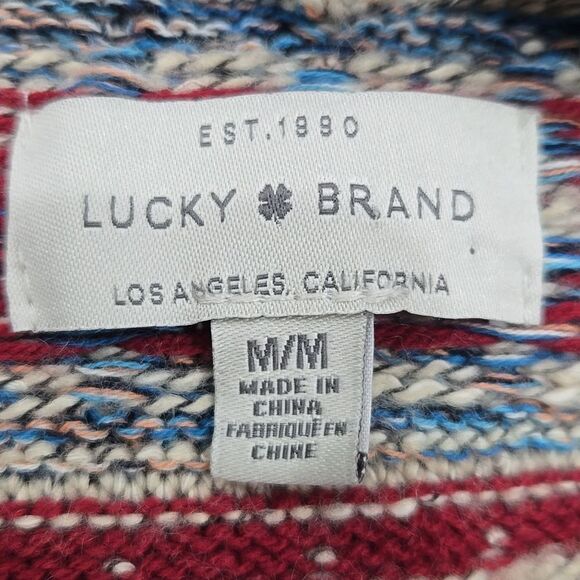 EST.1990
LUCKY BRAND
LOS ANGELES, CALIFORNIA
M/M
MADE IN
CHINA
FABRIQUÉ EN
CHINE